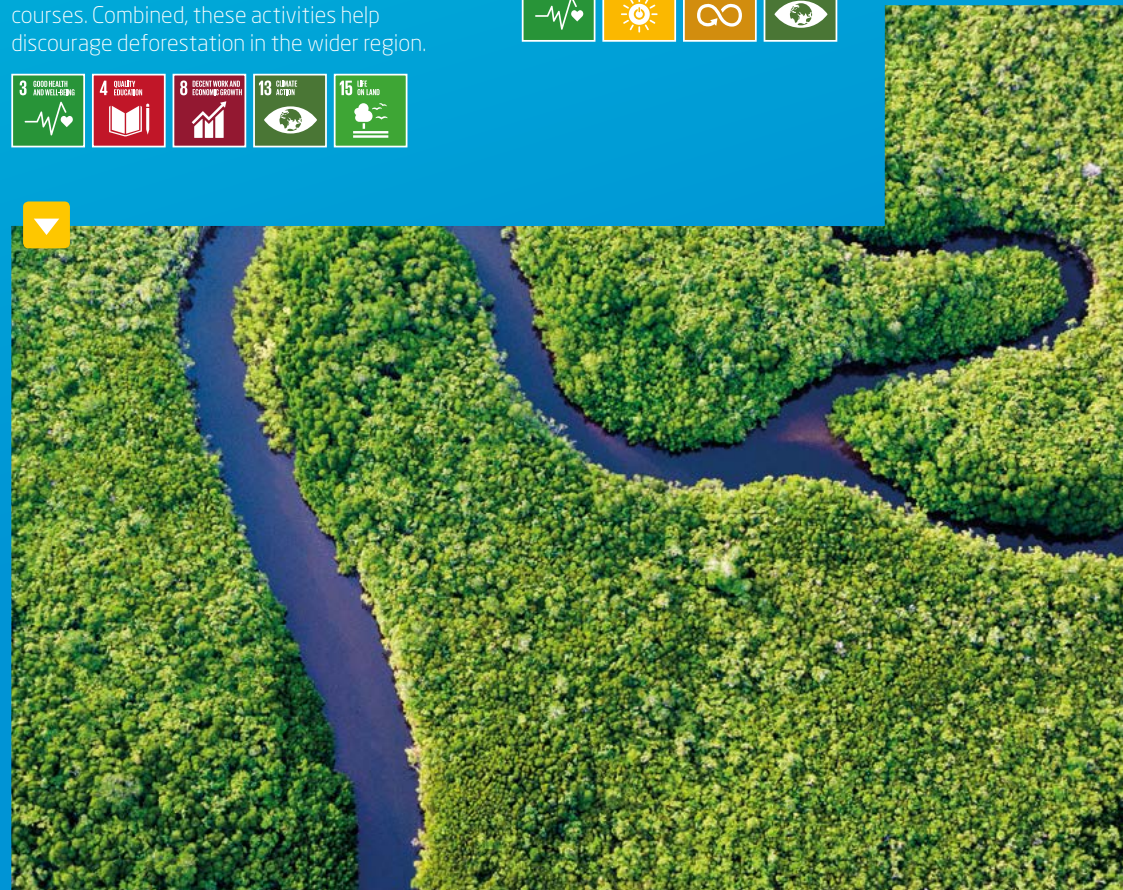 courses. Combined, these activities help
discourage deforestation in the wider region.
3 GOOD HEALTH
AND WELL-BEING
4 QUALITY
EDUCATION
8 DECENT WORK AND
ECONOMIC GROWTH
13 CLIMATE
ACTION
15 LIFE
ON LAND